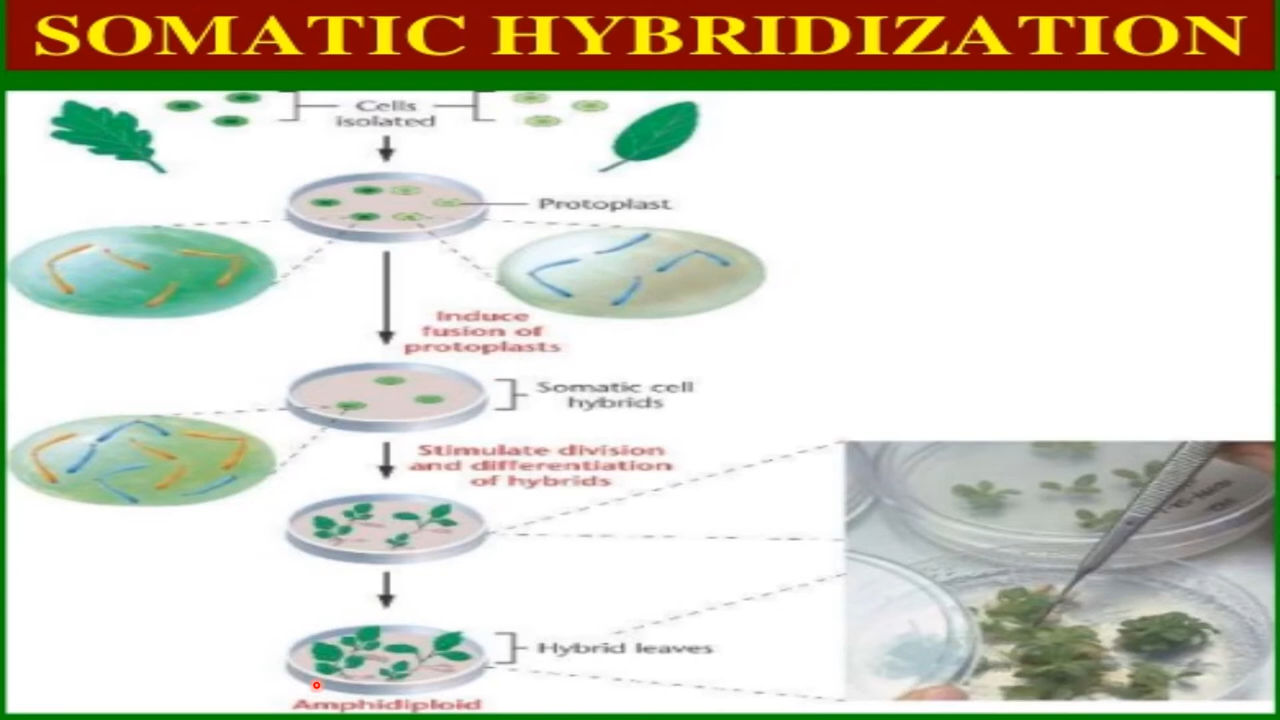 SOMATIC HYBRIDIZATION
Cells
isolated
Protoplast
Induce
fusion of
protoplasts
Somatic cell
hybrids
Stimulate division
and differentiation
of hybrids
Hybrid leaves
Amphidiploid